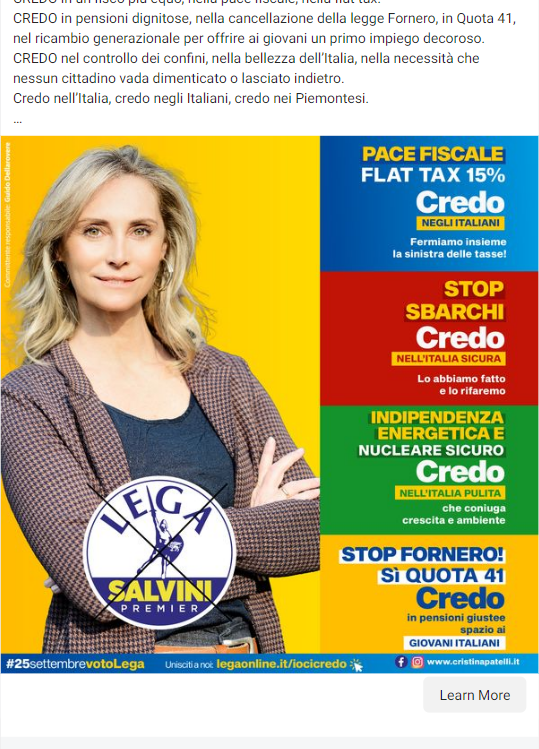 CREDO in un fisco più equo, nella pace fiscale, nella flat tax.
CREDO in pensioni dignitose, nella cancellazione della legge Fornero, in Quota 41,
nel ricambio generazionale per offrire ai giovani un primo impiego decoroso.
CREDO nel controllo dei confini, nella bellezza dell'Italia, nella necessità che
nessun cittadino vada dimenticato o lasciato indietro.
Credo nell'Italia, credo negli Italiani, credo nei Piemontesi.
...
Committente responsabile: Guido Dellarovere
PACE FISCALE
FLAT TAX 15%
Credo
NEGLI ITALIANI
Fermiamo insieme
la sinistra delle tasse!
STOP
SBARCHI
Credo
NELL'ITALIA SICURA
Lo abbiamo fatto
e lo rifaremo
INDIPENDENZA
ENERGETICA E
NUCLEARE SICURO
Credo
NELL'ITALIA PULITA
che coniuga
crescita e ambiente
STOP FORNERO!
SÌ QUOTA 41
Credo
in pensioni giustee
spazio ai
GIOVANI ITALIANI
LEGA
SALVINI
PREMIER
#25settembrevotoLega
Unisciti a noi: legaonline.it/iocicredo
www.cristinapatelli.it
Learn More